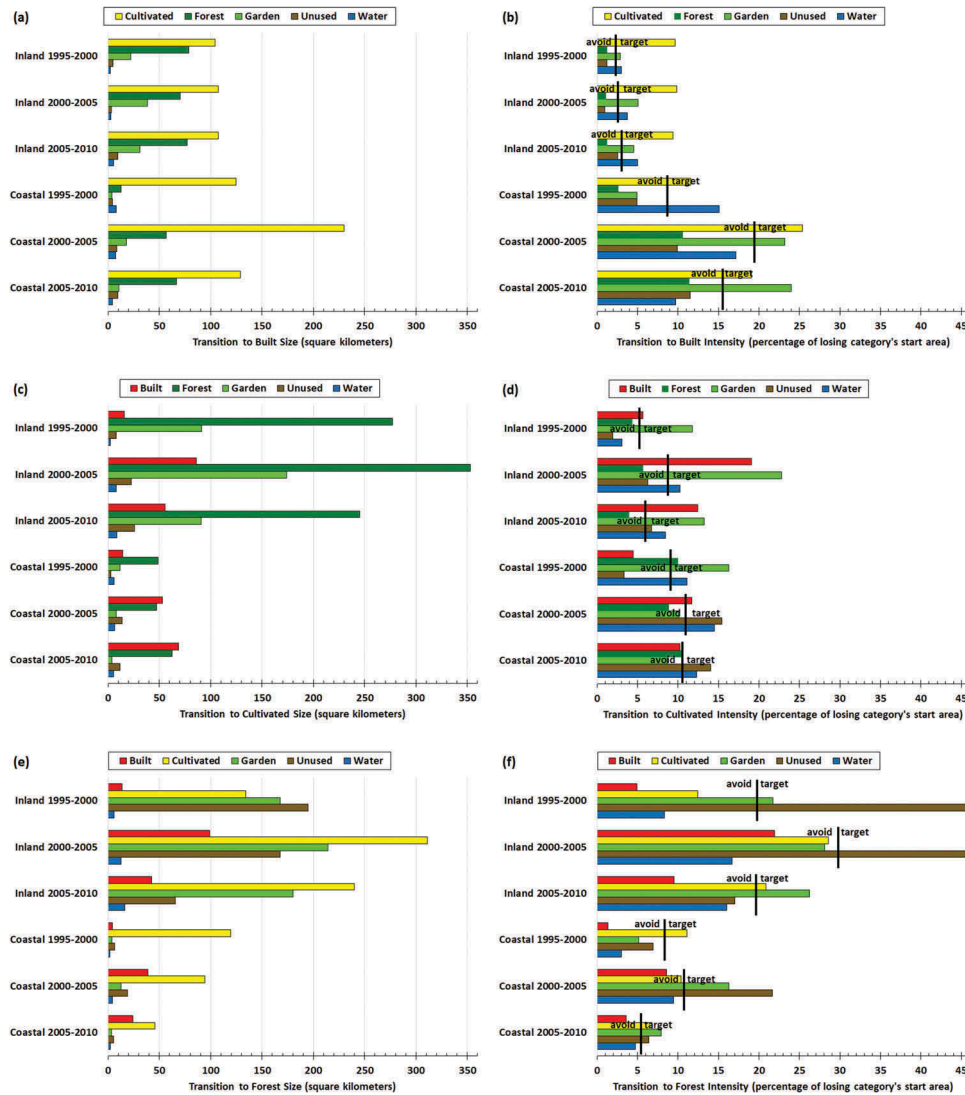 (a)
Cultivated Forest Garden Unused Water
Inland 1995-2000
Inland 2000-2005
Inland 2005-2010
Coastal 1995-2000
Coastal 2000-2005
Coastal 2005-2010
0 50 100 150 200 250 300 350
Transition to Built Size (square kilometers)
(b)
Cultivated Forest Garden Unused Water
Inland 1995-2000
avoid target
Inland 2000-2005
avoid target
Inland 2005-2010
avoid target
Coastal 1995-2000
avoid target
Coastal 2000-2005
avoid target
Coastal 2005-2010
avoid target
0 5 10 15 20 25 30 35 40 45
Transition to Built Intensity (percentage of losing category's start area)
(c)
Built Forest Garden Unused Water
Inland 1995-2000
Inland 2000-2005
Inland 2005-2010
Coastal 1995-2000
Coastal 2000-2005
Coastal 2005-2010
0 50 100 150 200 250 300 350
Transition to Cultivated Size (square kilometers)
(d)
Built Forest Garden Unused Water
Inland 1995-2000
avoid target
Inland 2000-2005
avoid target
Inland 2005-2010
avoid target
Coastal 1995-2000
avoid target
Coastal 2000-2005
avoid target
Coastal 2005-2010
avoid target
0 5 10 15 20 25 30 35 40 45
Transition to Cultivated Intensity (percentage of losing category's start area)
(e)
Built Cultivated Garden Unused Water
Inland 1995-2000
Inland 2000-2005
Inland 2005-2010
Coastal 1995-2000
Coastal 2000-2005
Coastal 2005-2010
0 50 100 150 200 250 300 350
Transition to Forest Size (square kilometers)
(f)
Built Cultivated Garden Unused Water
Inland 1995-2000
avoid target
Inland 2000-2005
avoid target
Inland 2005-2010
avoid target
Coastal 1995-2000
avoid target
Coastal 2000-2005
avoid target
Coastal 2005-2010
avoid target
0 5 10 15 20 25 30 35 40 45
Transition to Forest Intensity (percentage of losing category's start area)